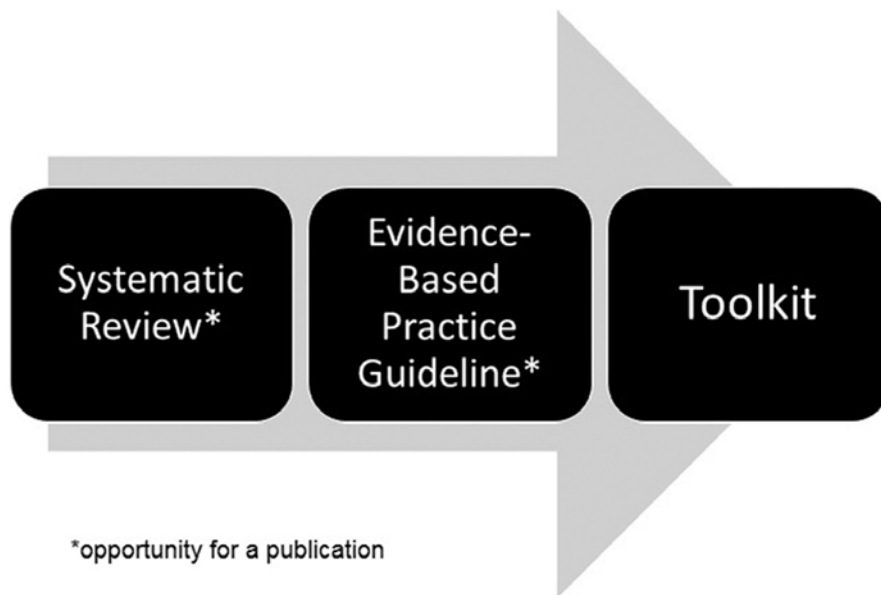 Systematic
Review*
Evidence-
Based
Practice
Guideline*
Toolkit
*opportunity for a publication